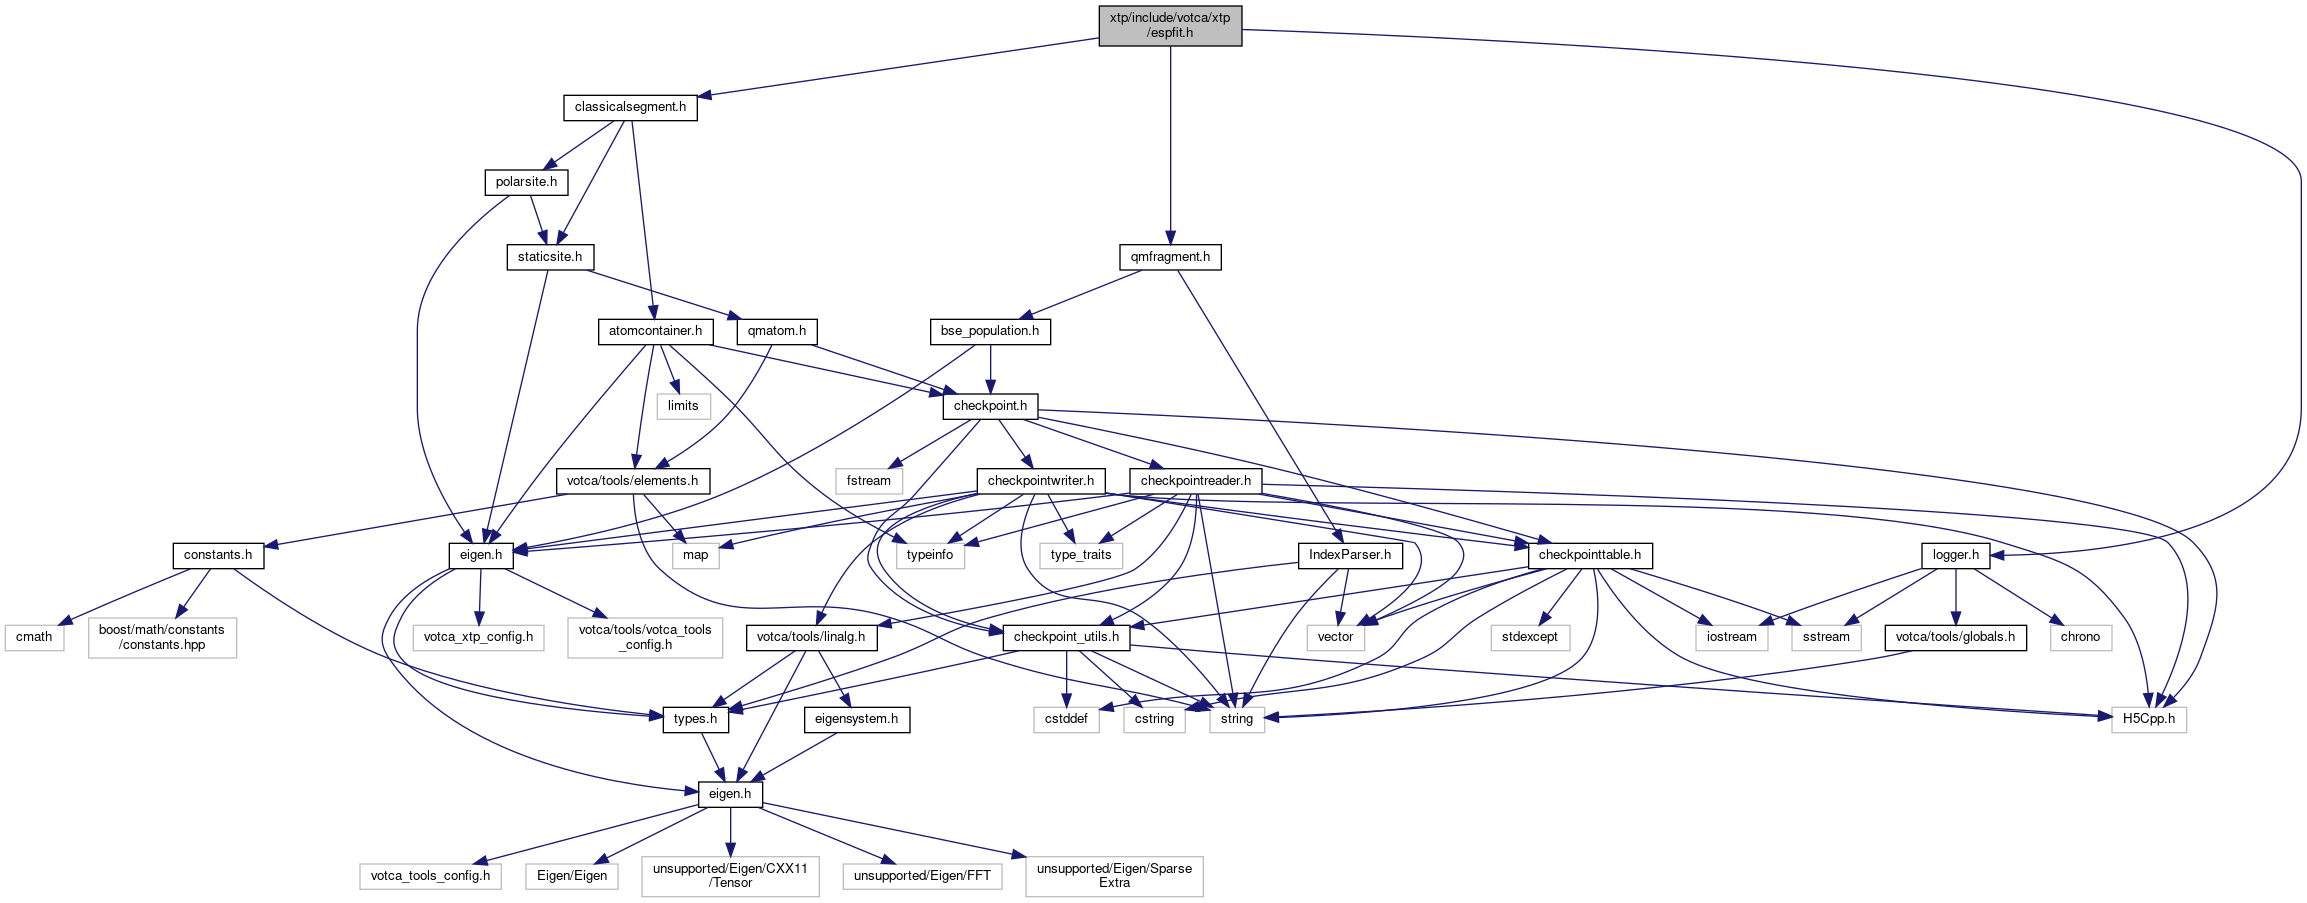 xtp/include/votca/xtp
/espfit.h
classicalsegment.h
polarsite.h
staticsite.h
qmfragment.h
atomcontainer.h
qmatom.h
bse_population.h
limits
checkpoint.h
votca/tools/elements.h
fstream
checkpointwriter.h
checkpointreader.h
constants.h
eigen.h
map
typeinfo
type_traits
IndexParser.h
checkpointtable.h
logger.h
cmath
boost/math/constants
/constants.hpp
votca_xtp_config.h
votca/tools/votca_tools
_config.h
votca/tools/linalg.h
checkpoint_utils.h
vector
stdexcept
iostream
sstream
votca/tools/globals.h
chrono
types.h
eigensystem.h
cstddef
cstring
string
H5Cpp.h
eigen.h
votca_tools_config.h
Eigen/Eigen
unsupported/Eigen/CXX11
/Tensor
unsupported/Eigen/FFT
unsupported/Eigen/Sparse
Extra